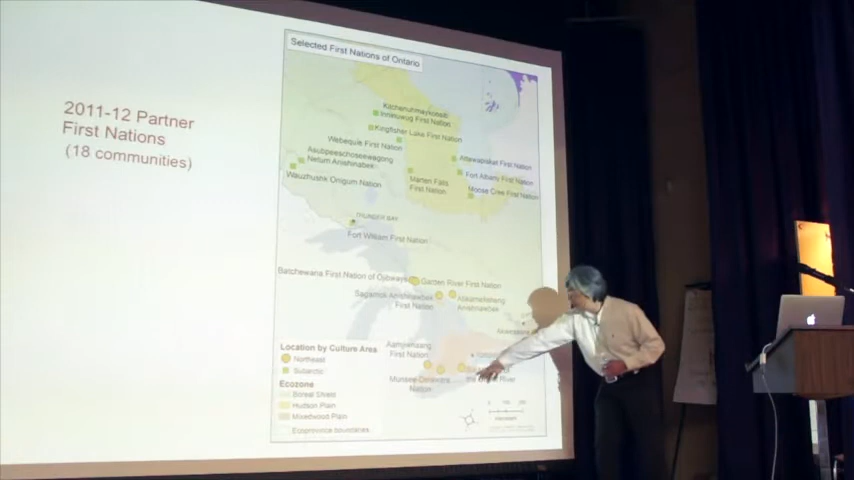 2011-12 Partner
First Nations
(18 communities)
Selected First Nations of Ontario
Kitchenuhmaykoosib
Inninuwug First Nation
Kingfisher Lake First Nation
Webequie First Nation
Asubpeeschoseewagong
Netum Anishinabek
Wauzhushk Onigum Nation
Attawapiskat First Nation
Fort Albany First Nation
Marten Falls
First Nation
Moose Cree First Nation
THUNDER BAY
Fort William First Nation
Batchewana First Nation of Ojibways
Garden River First Nation
Sagamok Anishnawbek
First Nation
Atikameksheng
Anishnawbek
Akwesasne
Aamjiwnaang
First Nation
Munsee-Delaware
Nation
River
Location by Culture Area
Northeast
Subarctic
Ecozone
Boreal Shield
Hudson Plain
Mixedwood Plain
Ecoprovince boundaries